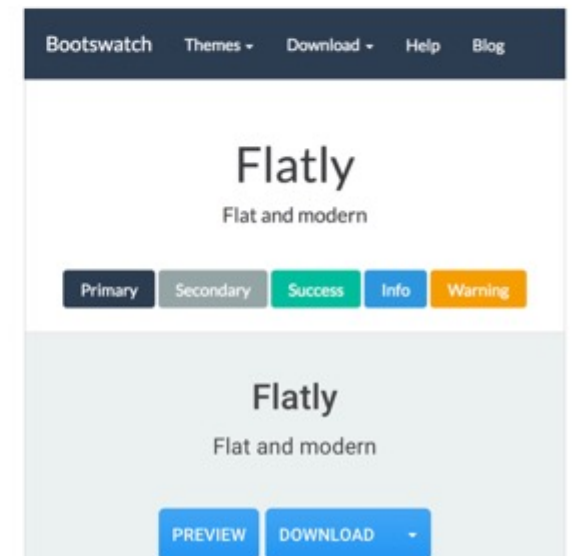 Bootswatch Themes Download Help Blog
Flatly
Flat and modern
Primary Secondary Success Info Warning
Flatly
Flat and modern
PREVIEW DOWNLOAD